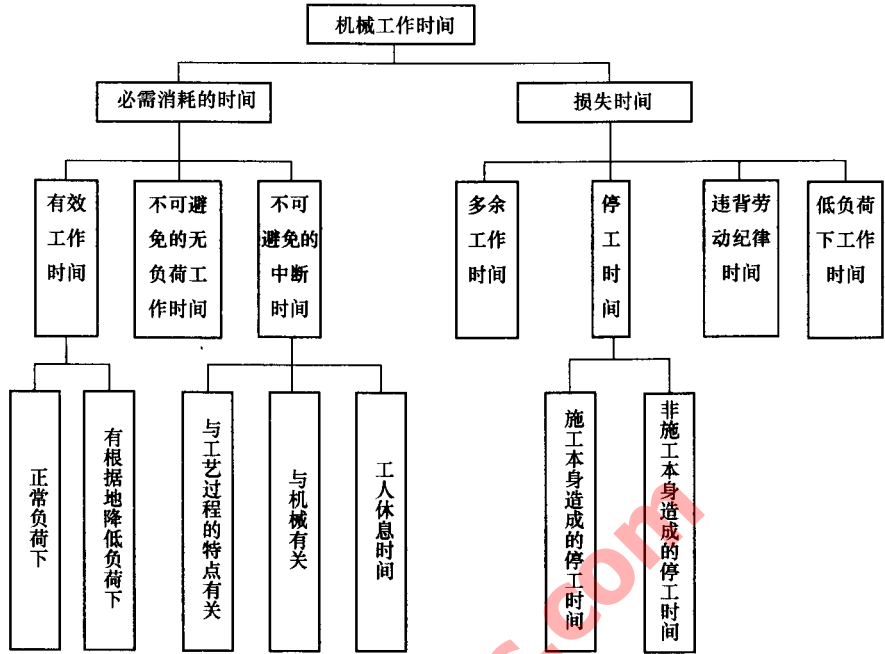 机械工作时间
必需消耗的时间
损失时间
有效
工作
时间
不可避
免的无
负荷工
作时间
不可
避免的
中断
时间
多余
工作
时间
停
工
时
间
违背劳
动纪律
时间
低负荷
下工作
时间
正常负荷下
有根据地降低负荷下
与工艺过程的特点有关
与机械有关
工人休息时间
施工本身造成的停工时间
非施工本身造成的停工时间
s.com